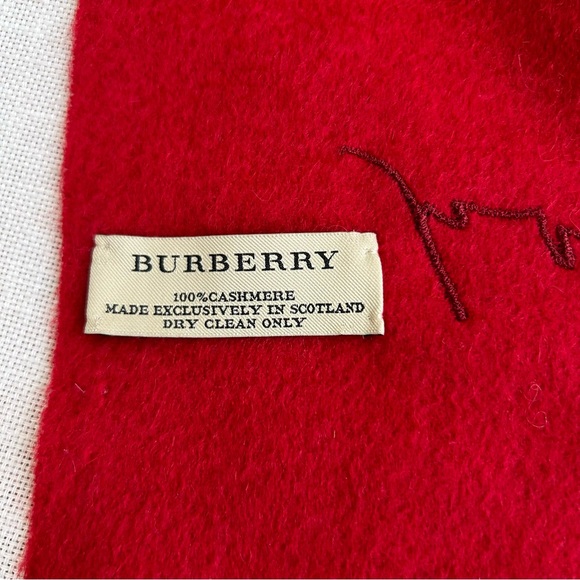 BURBERRY
100%CASHMERE
MADE EXCLUSIVELY IN SCOTLAND
DRY CLEAN ONLY